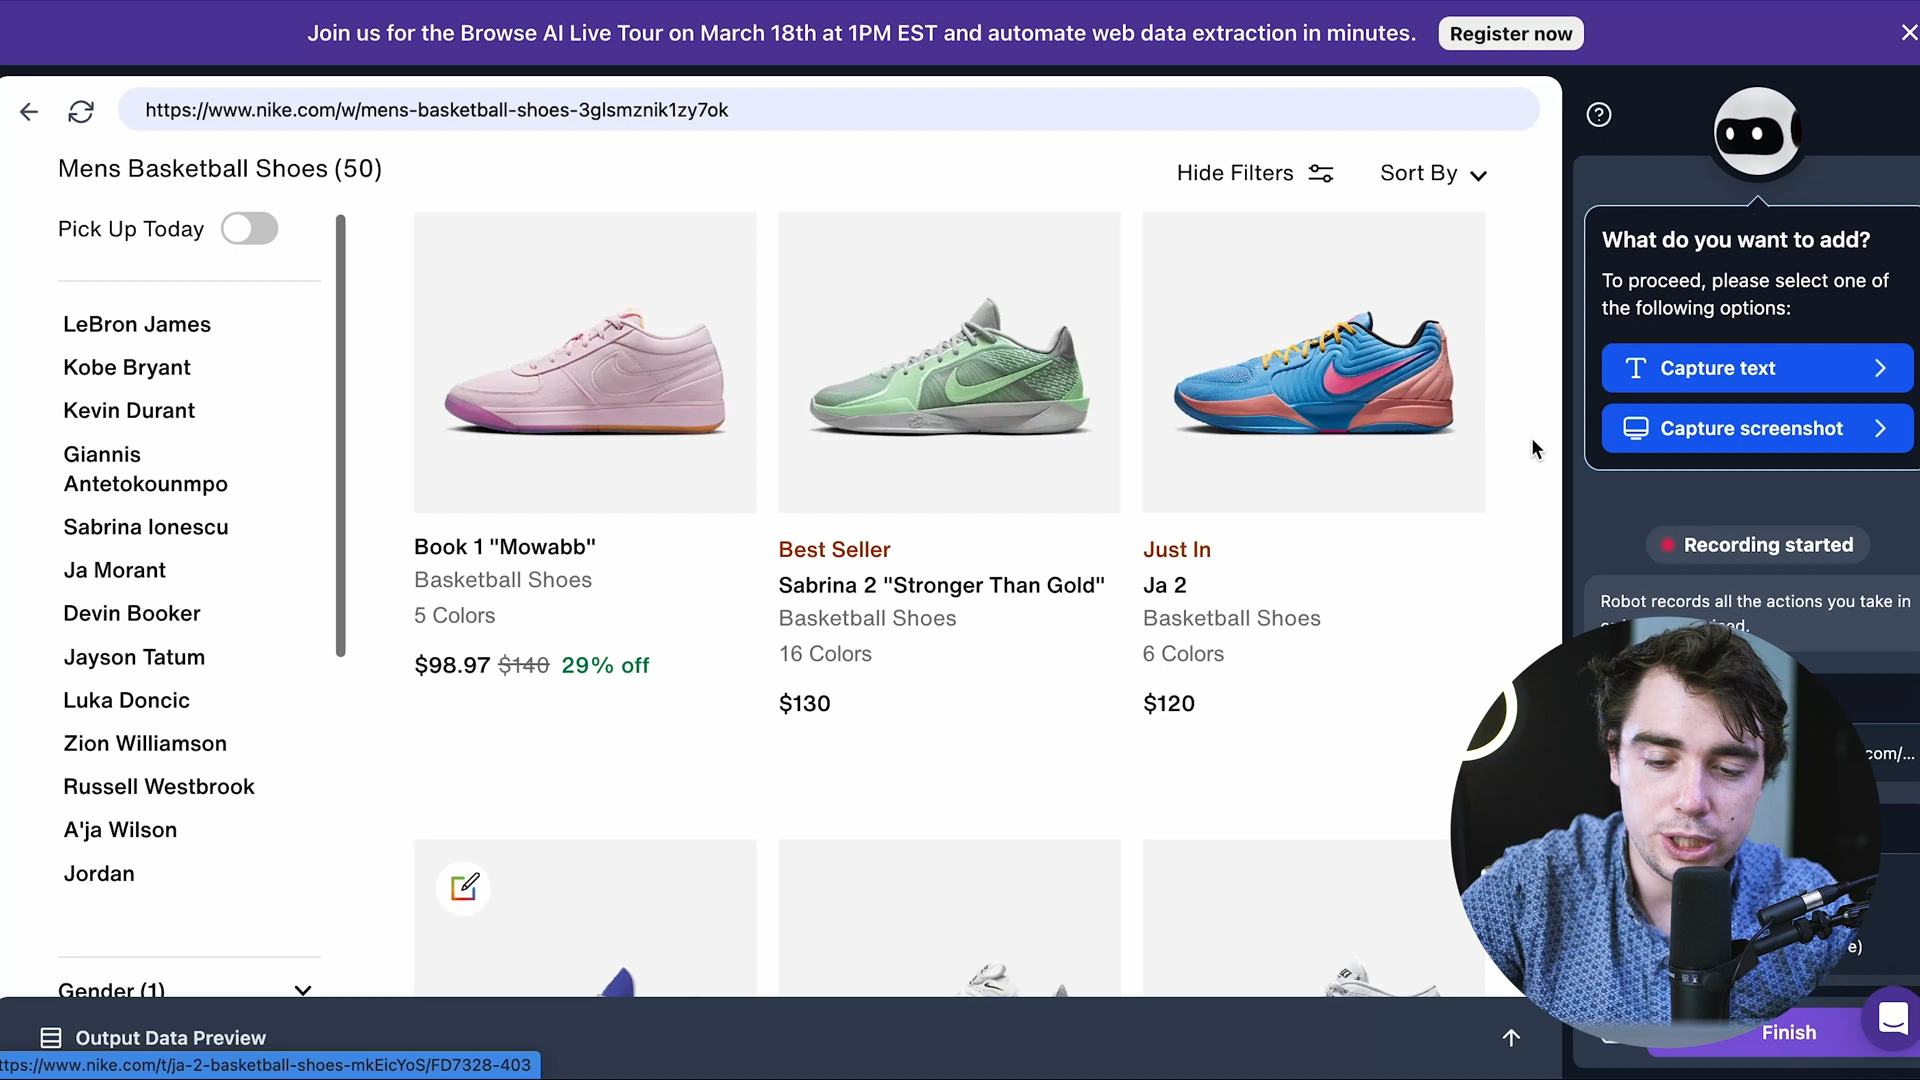 Join us for the Browse AI Live Tour on March 18th at 1PM EST and automate web data extraction in minutes.
Register now
https://www.nike.com/w/mens-basketball-shoes-3glsmznik1zy7ok
Mens Basketball Shoes (50)
Hide Filters
Sort By
Pick Up Today
LeBron James
Kobe Bryant
Kevin Durant
Giannis
Antetokounmpo
Sabrina Ionescu
Ja Morant
Devin Booker
Jayson Tatum
Luka Doncic
Zion Williamson
Russell Westbrook
A'ja Wilson
Jordan
Gender (1)
Book 1 "Mowabb"
Basketball Shoes
5 Colors
$98.97 $140 29% off
Best Seller
Sabrina 2 "Stronger Than Gold"
Basketball Shoes
16 Colors
$130
Just In
Ja 2
Basketball Shoes
6 Colors
$120
What do you want to add?
To proceed, please select one of
the following options:
Capture text
Capture screenshot
Recording started
Robot records all the actions you take in
com/...
e)
Finish
Output Data Preview
ttps://www.nike.com/t/ja-2-basketball-shoes-mkEicYoS/FD7328-403